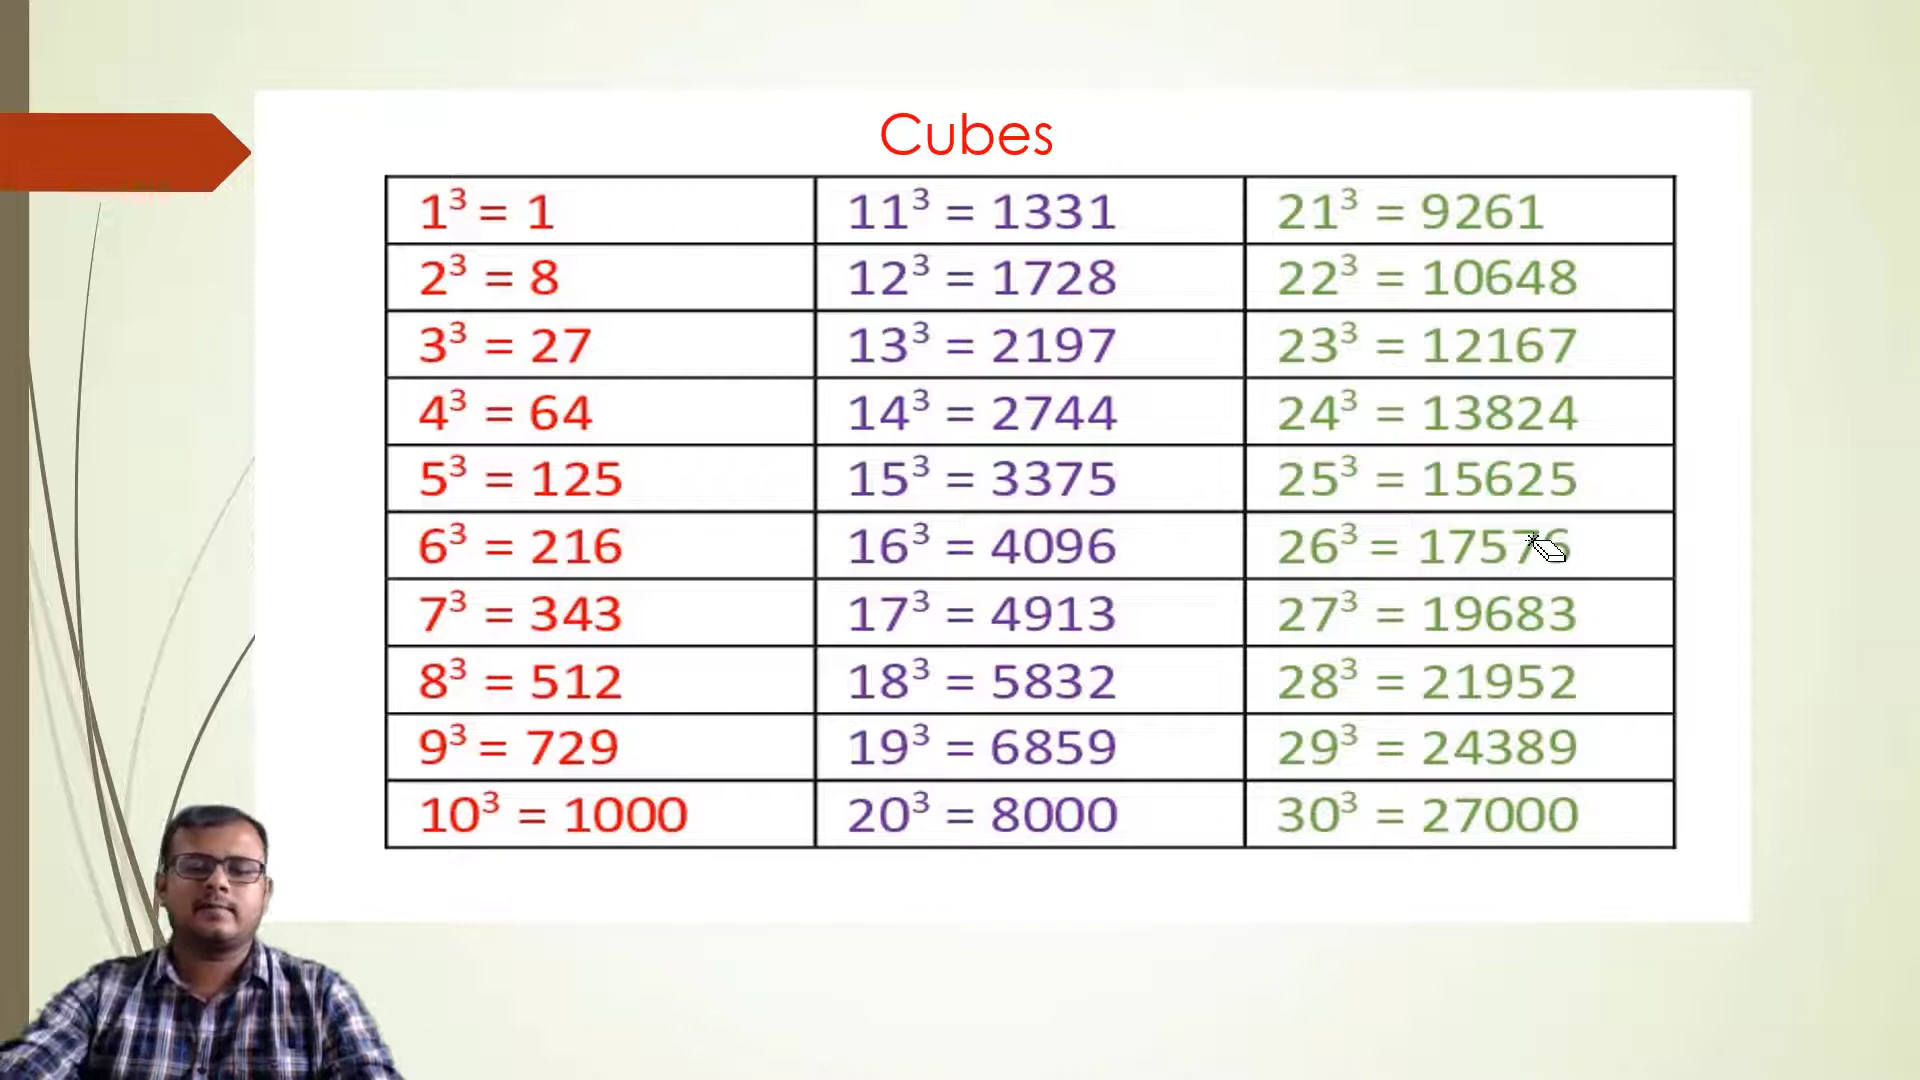 Cubes
1³ = 1 11³ = 1331 21³ = 9261
2³ = 8 12³ = 1728 22³ = 10648
3³ = 27 13³ = 2197 23³ = 12167
4³ = 64 14³ = 2744 24³ = 13824
5³ = 125 15³ = 3375 25³ = 15625
6³ = 216 16³ = 4096 26³ = 17576
7³ = 343 17³ = 4913 27³ = 19683
8³ = 512 18³ = 5832 28³ = 21952
9³ = 729 19³ = 6859 29³ = 24389
10³ = 1000 20³ = 8000 30³ = 27000